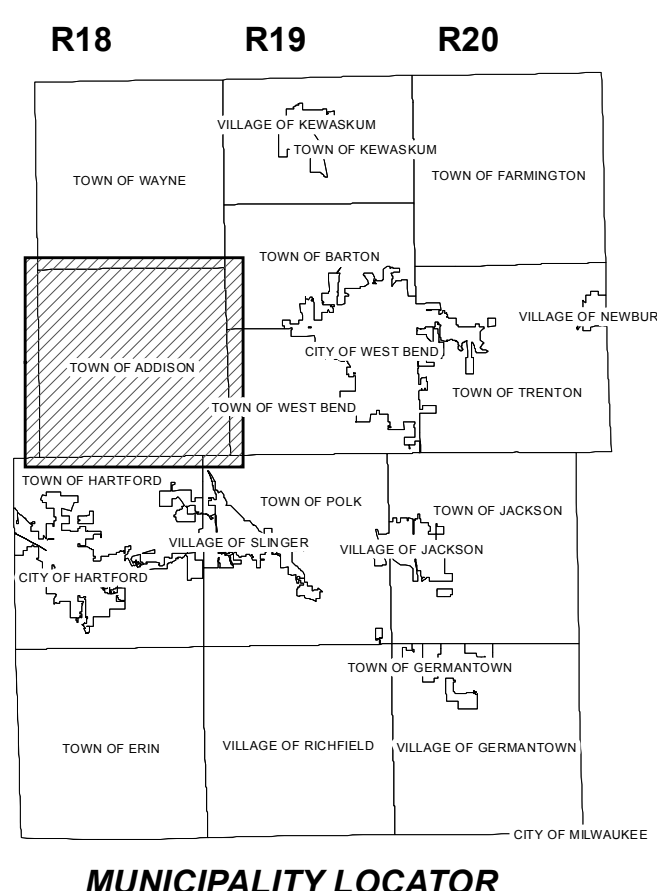 R18 R19 R20
VILLAGE OF KEWASKUM
TOWN OF KEWASKUM
TOWN OF WAYNE
TOWN OF FARMINGTON
TOWN OF BARTON
VILLAGE OF NEWBUR
CITY OF WEST BEND
TOWN OF ADDISON
TOWN OF TRENTON
TOWN OF WEST BEND
TOWN OF HARTFORD
TOWN OF POLK
TOWN OF JACKSON
VILLAGE OF SLINGER
VILLAGE OF JACKSON
CITY OF HARTFORD
TOWN OF GERMANTOWN
TOWN OF ERIN
VILLAGE OF RICHFIELD
VILLAGE OF GERMANTOWN
CITY OF MILWAUKEE
MUNICIPALITY LOCATOR